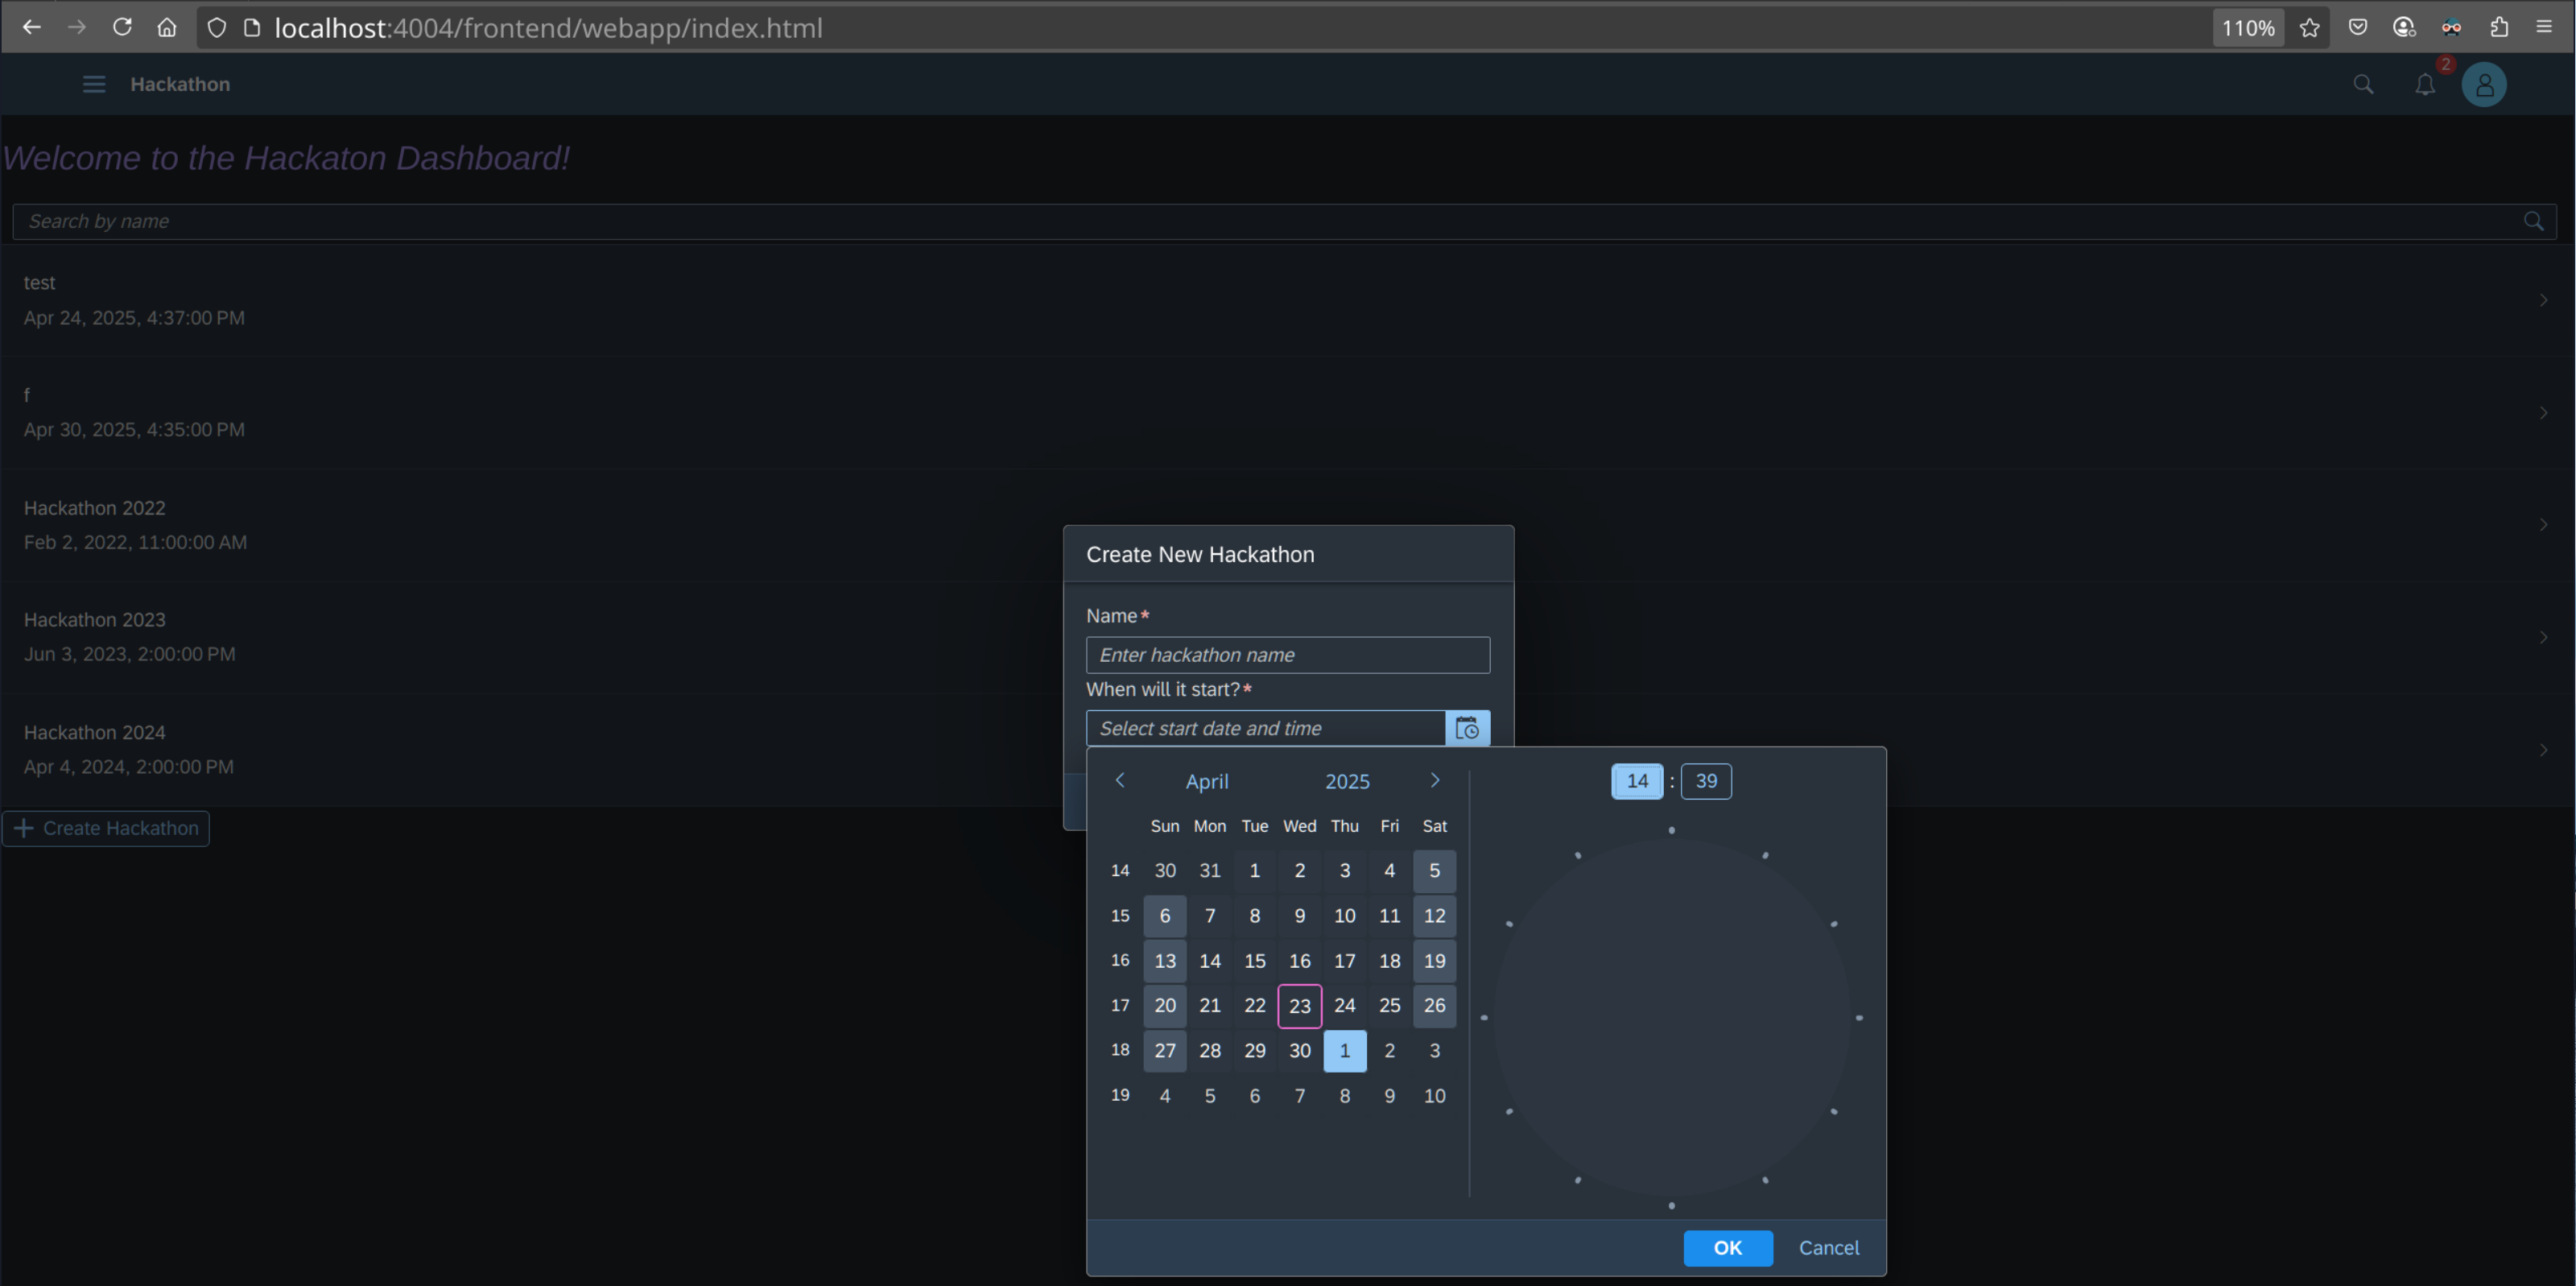 localhost:4004/frontend/webapp/index.html 110%
Hackathon 2
Welcome to the Hackaton Dashboard!
Search by name
test
Apr 24, 2025, 4:37:00 PM
f
Apr 30, 2025, 4:35:00 PM
Hackathon 2022
Feb 2, 2022, 11:00:00 AM
Hackathon 2023
Jun 3, 2023, 2:00:00 PM
Hackathon 2024
Apr 4, 2024, 2:00:00 PM
Create Hackathon
Create New Hackathon
Name*
Enter hackathon name
When will it start?*
Select start date and time
April 2025
Sun Mon Tue Wed Thu Fri Sat
14 30 31 1 2 3 4 5
15 6 7 8 9 10 11 12
16 13 14 15 16 17 18 19
17 20 21 22 23 24 25 26
18 27 28 29 30 1 2 3
19 4 5 6 7 8 9 10
14 : 39
OK Cancel